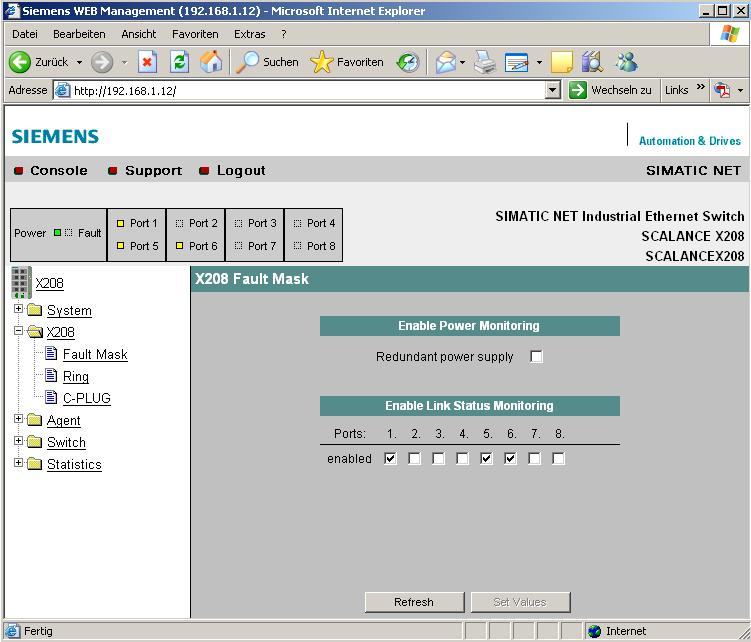 Siemens WEB Management (192.168.1.12) - Microsoft Internet Explorer
Datei Bearbeiten Ansicht Favoriten Extras ?
Zurück Suchen Favoriten
Adresse http://192.168.1.12/ Wechseln zu Links »
SIEMENS
Automation & Drives
Console Support Logout SIMATIC NET
Power Fault
Port 1 Port 2 Port 3 Port 4
Port 5 Port 6 Port 7 Port 8
SIMATIC NET Industrial Ethernet Switch
SCALANCE X208
SCALANCEX208
X208
System
X208
Fault Mask
Ring
C-PLUG
Agent
Switch
Statistics
X208 Fault Mask
Enable Power Monitoring
Redundant power supply
Enable Link Status Monitoring
Ports: 1. 2. 3. 4. 5. 6. 7. 8.
enabled
Refresh Set Values
Fertig Internet